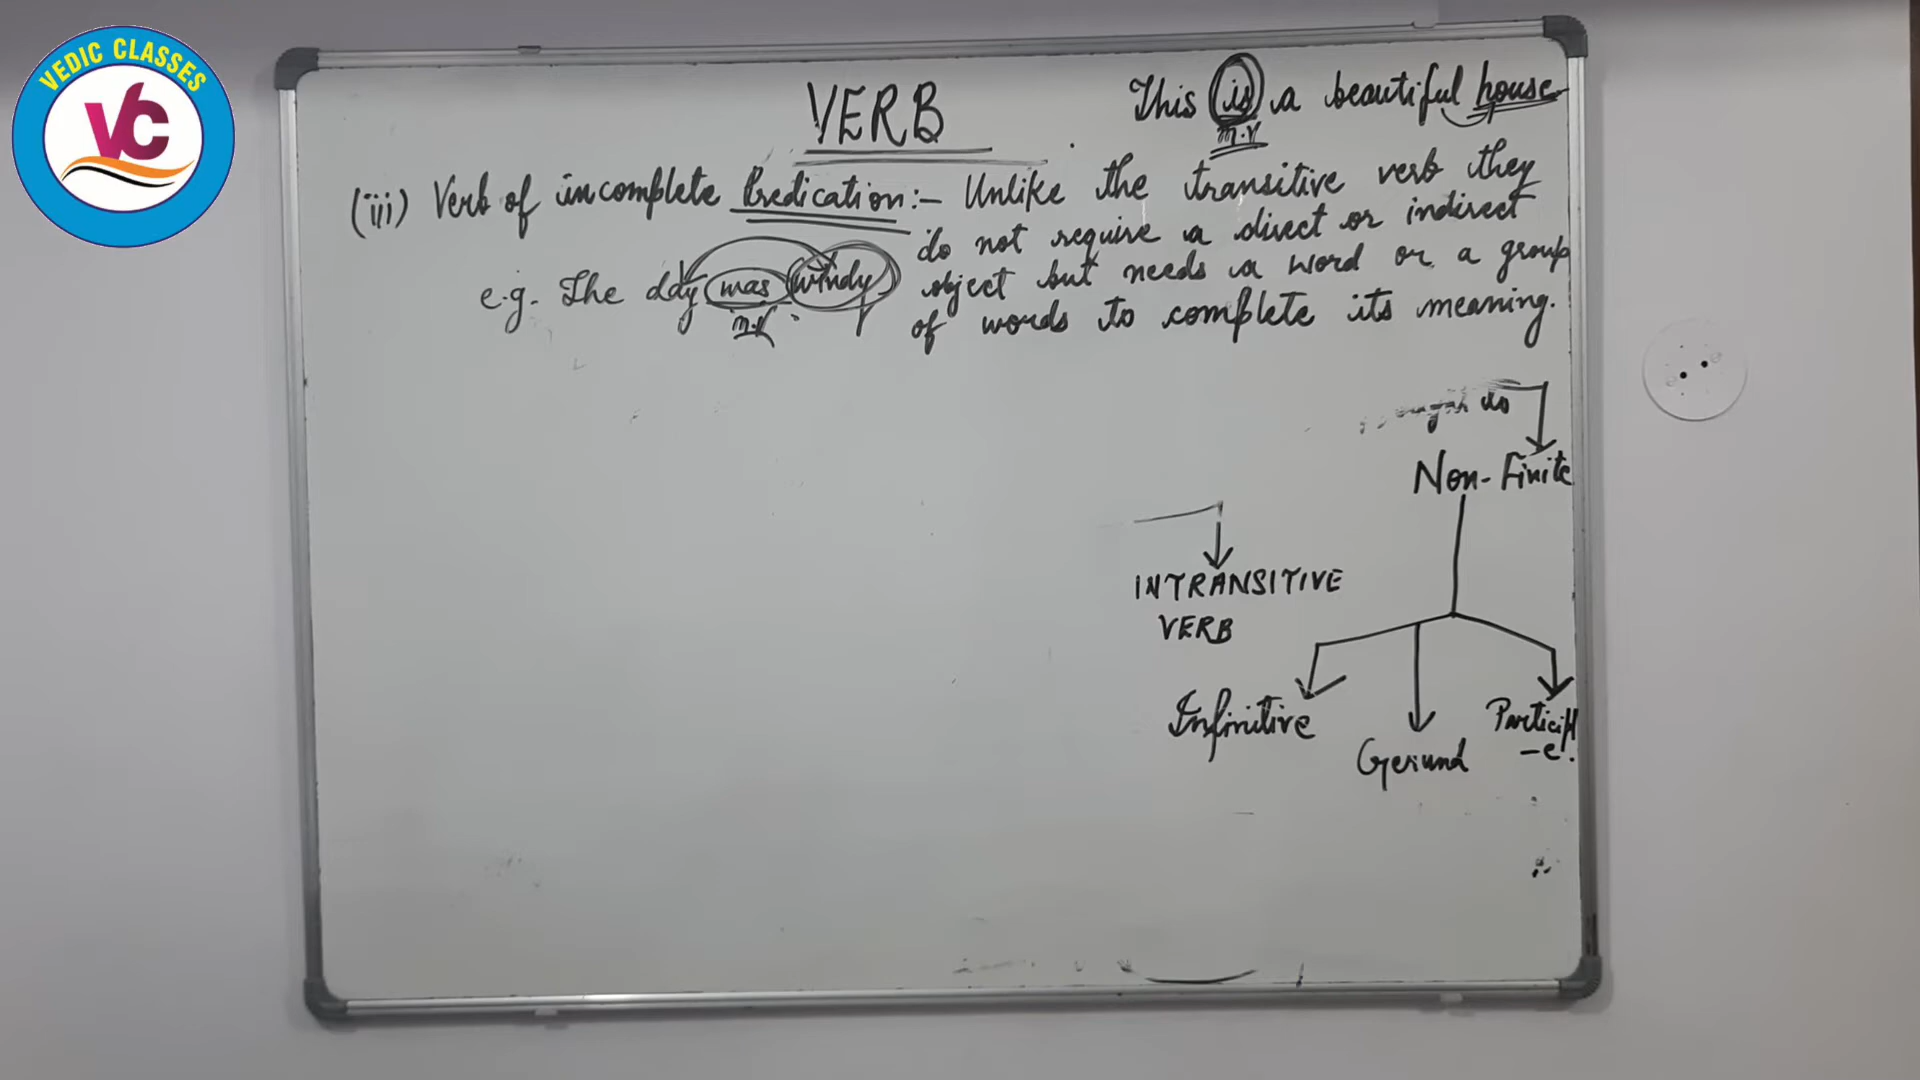 VEDIC CLASSES
VC
VERB
This is a beautiful house
m.v
(iii) Verb of incomplete Predication:- Unlike the transitive verb they
do not require a direct or indirect
e.g. The day was windy.
m.v
object but needs a word or a group
of words to complete its meaning.
Non-Finite
INTRANSITIVE
VERB
Infinitive
Gerund
Participl
-e.